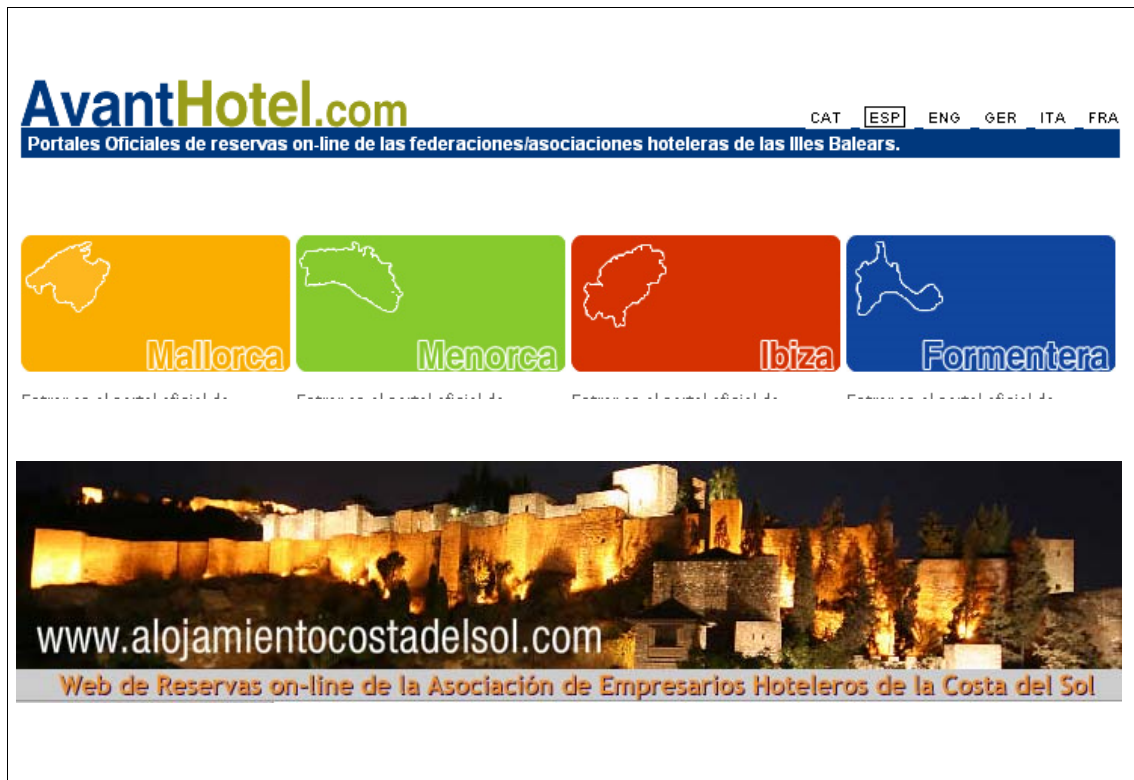 AvantHotel.com
CAT ESP ENG GER ITA FRA
Portales Oficiales de reservas on-line de las federaciones/asociaciones hoteleras de las Illes Balears.
Mallorca Menorca Ibiza Formentera
www.alojamientocostadelsol.com
Web de Reservas on-line de la Asociación de Empresarios Hoteleros de la Costa del Sol